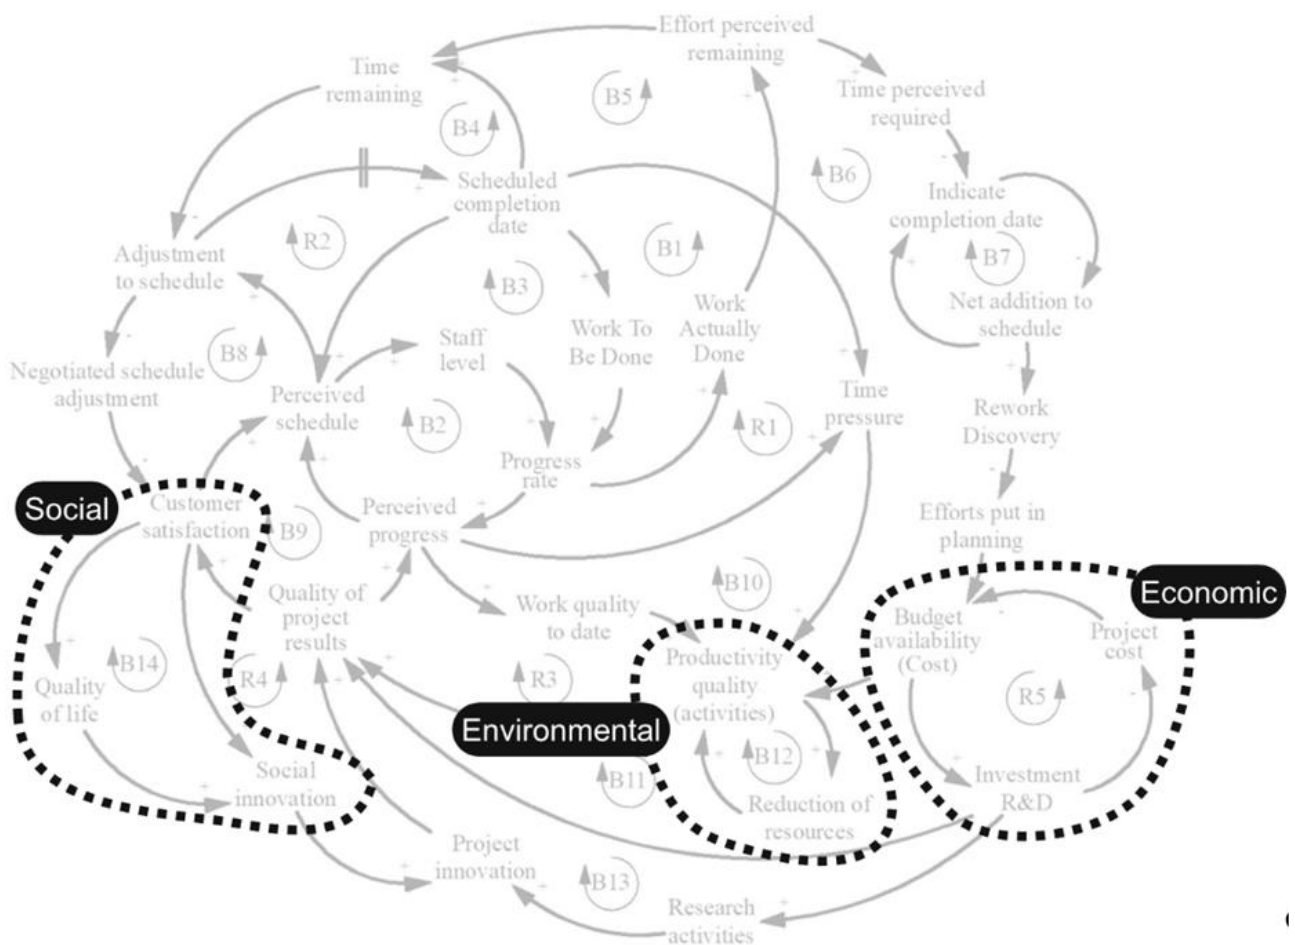 Effort perceived
remaining
Time
remaining
B5
Time perceived
required
B4
B6
Scheduled
completion
date
Indicate
completion date
R2
B1
B7
Adjustment
to schedule
B3
Net addition to
schedule
Work
Actually
Done
Work To
Be Done
Staff
level
B8
Negotiated schedule
adjustment
Perceived
schedule
Time
pressure
B2
R1
Rework
Discovery
Progress
rate
Social
Customer
satisfaction
Perceived
progress
B9
Efforts put in
planning
B10
Economic
Quality of
project
results
Work quality
to date
Budget
availability
(Cost)
Project
cost
B14
R4
R3
Productivity
quality
(activities)
R5
Quality
of life
Environmental
B12
B11
Social
innovation
Investment
R&D
Reduction of
resources
Project
innovation
B13
Research
activities